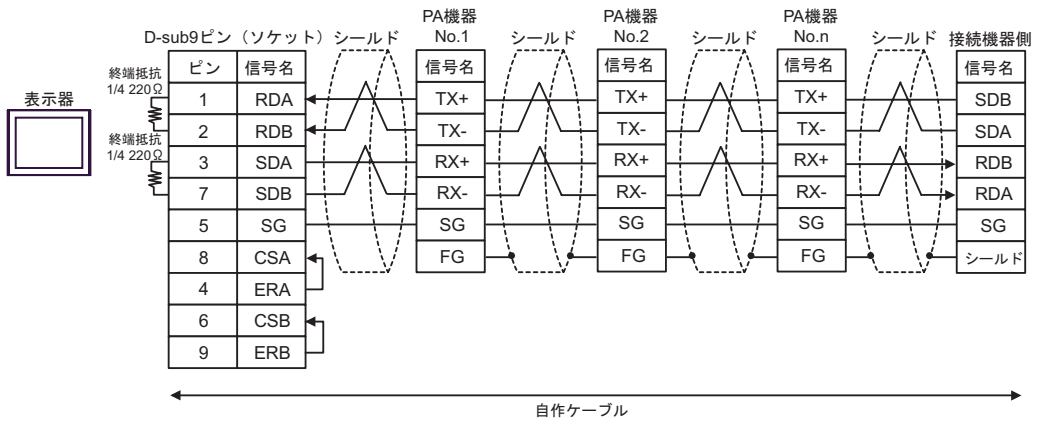 PA機器 PA機器 PA機器
D-sub9ピン（ソケット） シールド No.1 シールド No.2 シールド No.n シールド 接続機器側
ピン 信号名 信号名 信号名 信号名 信号名
終端抵抗
1/4 220Ω
表示器
1 RDA TX+ TX+ TX+ SDB
2 RDB TX- TX- TX- SDA
終端抵抗
1/4 220Ω
3 SDA RX+ RX+ RX+ RDB
7 SDB RX- RX- RX- RDA
5 SG SG SG SG SG
8 CSA FG FG FG シールド
4 ERA
6 CSB
9 ERB
自作ケーブル